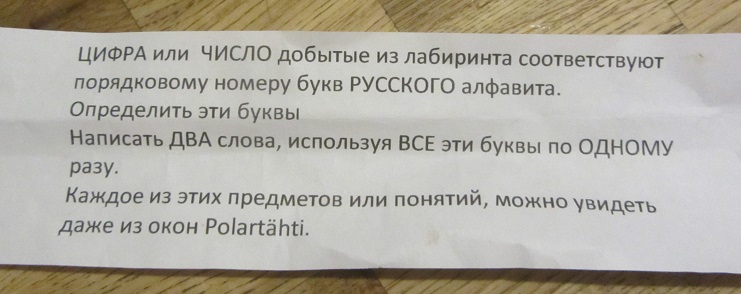 ЦИФРА или ЧИСЛО добытые из лабиринта соответствуют
порядковому номеру букв РУССКОГО алфавита.
Определить эти буквы
Написать ДВА слова, используя ВСЕ эти буквы по ОДНОМУ
разу.
Каждое из этих предметов или понятий, можно увидеть
даже из окон Polartähti.